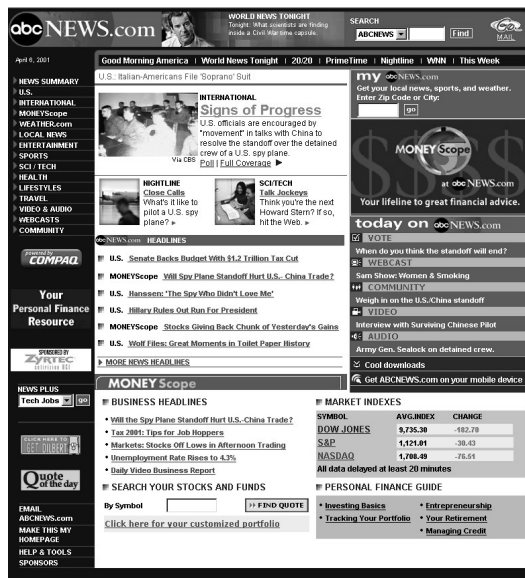 abcNEWS.com
WORLD NEWS TONIGHT
Tonight: What scientists are finding
inside a Civil War time capsule.
SEARCH
ABCNEWS
Find
MAIL
April 6, 2001
Good Morning America | World News Tonight | 20/20 | PrimeTime | Nightline | WNN | This Week
NEWS SUMMARY
U.S.
INTERNATIONAL
MONEYScope
WEATHER.com
LOCAL NEWS
ENTERTAINMENT
SPORTS
SCI / TECH
HEALTH
LIFESTYLES
TRAVEL
VIDEO & AUDIO
WEBCASTS
COMMUNITY
powered by
COMPAQ
Your
Personal Finance
Resource
SPONSORED BY
ZYRTEC
NEWS PLUS
Tech Jobs go
CLICK HERE TO
GET DILBERT
Quote
of the day
EMAIL
ABCNEWS.com
MAKE THIS MY
HOMEPAGE
HELP & TOOLS
SPONSORS
U.S.: Italian-Americans File 'Soprano' Suit
INTERNATIONAL
Signs of Progress
U.S. officials are encouraged by
"movement" in talks with China to
resolve the standoff over the detained
crew of a U.S. spy plane.
Poll | Full Coverage
Via CBS
NIGHTLINE
Close Calls
What's it like to
pilot a U.S. spy
plane?
SCI/TECH
Talk Jockeys
Think you're the next
Howard Stern? If so,
hit the Web.
abcNEWS.com HEADLINES
U.S. Senate Backs Budget With $1.2 Trillion Tax Cut
MONEYScope Will Spy Plane Standoff Hurt U.S.- China Trade?
U.S. Hanssen: 'The Spy Who Didn't Love Me'
U.S. Hillary Rules Out Run For President
MONEYScope Stocks Giving Back Chunk of Yesterday's Gains
U.S. Wolf Files: Great Moments in Toilet Paper History
MORE NEWS HEADLINES
my abcNEWS.com
Get your local news, sports, and weather.
Enter Zip Code or City:
go
MONEY Scope
at abcNEWS.com
Your lifeline to great financial advice.
today on abcNEWS.com
VOTE
When do you think the standoff will end?
WEBCAST
Sam Show: Women & Smoking
COMMUNITY
Weigh in on the U.S./China standoff
VIDEO
Interview with Surviving Chinese Pilot
AUDIO
Army Gen. Sealock on detained crew.
Cool downloads
Get ABCNEWS.com on your mobile device
MONEY Scope
BUSINESS HEADLINES
Will the Spy Plane Standoff Hurt U.S.-China Trade?
Tax 2001: Tips for Job Hoppers
Markets: Stocks Off Lows in Afternoon Trading
Unemployment Rate Rises to 4.3%
Daily Video Business Report
SEARCH YOUR STOCKS AND FUNDS
By Symbol >> FIND QUOTE
Click here for your customized portfolio
MARKET INDEXES
SYMBOL AVG.INDEX CHANGE
DOW JONES 9,735.30 -182.70
S&P 1,121.01 -30.43
NASDAQ 1,708.49 -76.51
All data delayed at least 20 minutes
PERSONAL FINANCE GUIDE
Investing Basics
Tracking Your Portfolio
Entrepreneurship
Your Retirement
Managing Credit